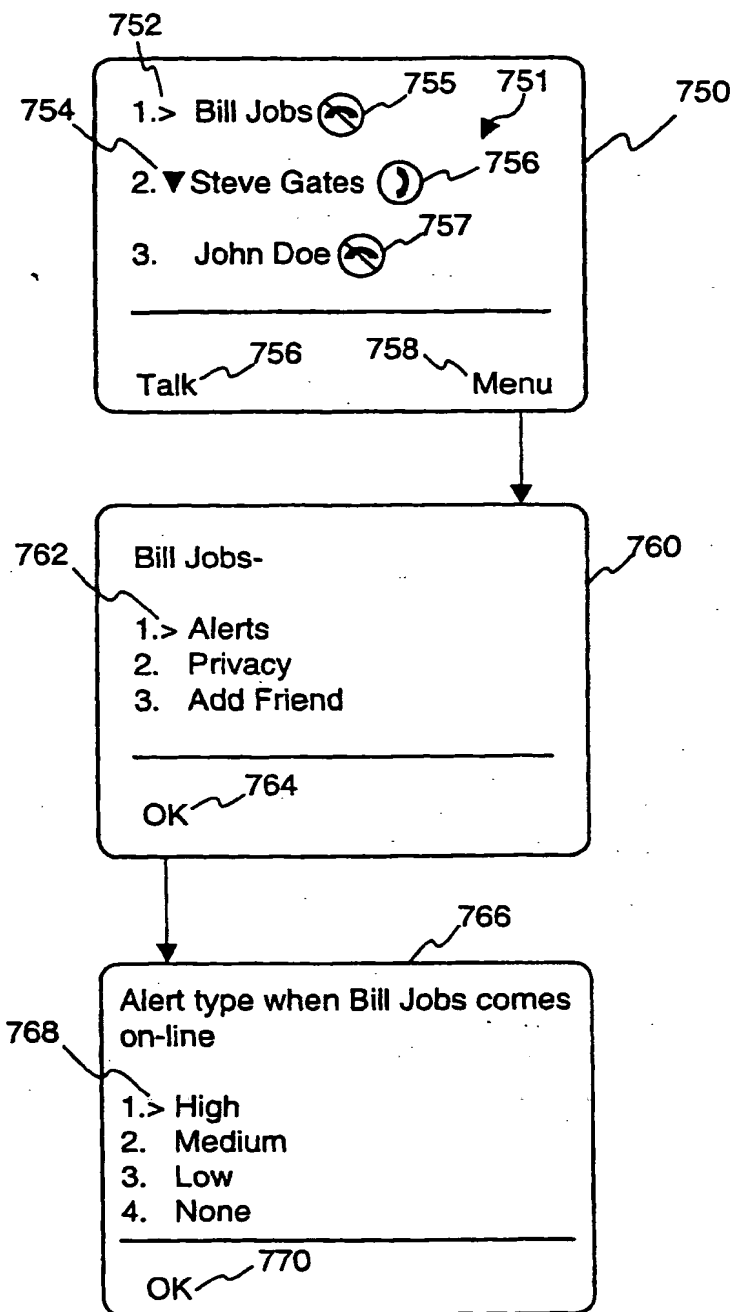 752
755
751
750
1.> Bill Jobs
754
2.▼Steve Gates
756
757
3. John Doe
756
758
Talk
Menu
762
760
Bill Jobs-
1.> Alerts
2. Privacy
3. Add Friend
764
OK
766
Alert type when Bill Jobs comes
on-line
768
1.> High
2. Medium
3. Low
4. None
770
OK